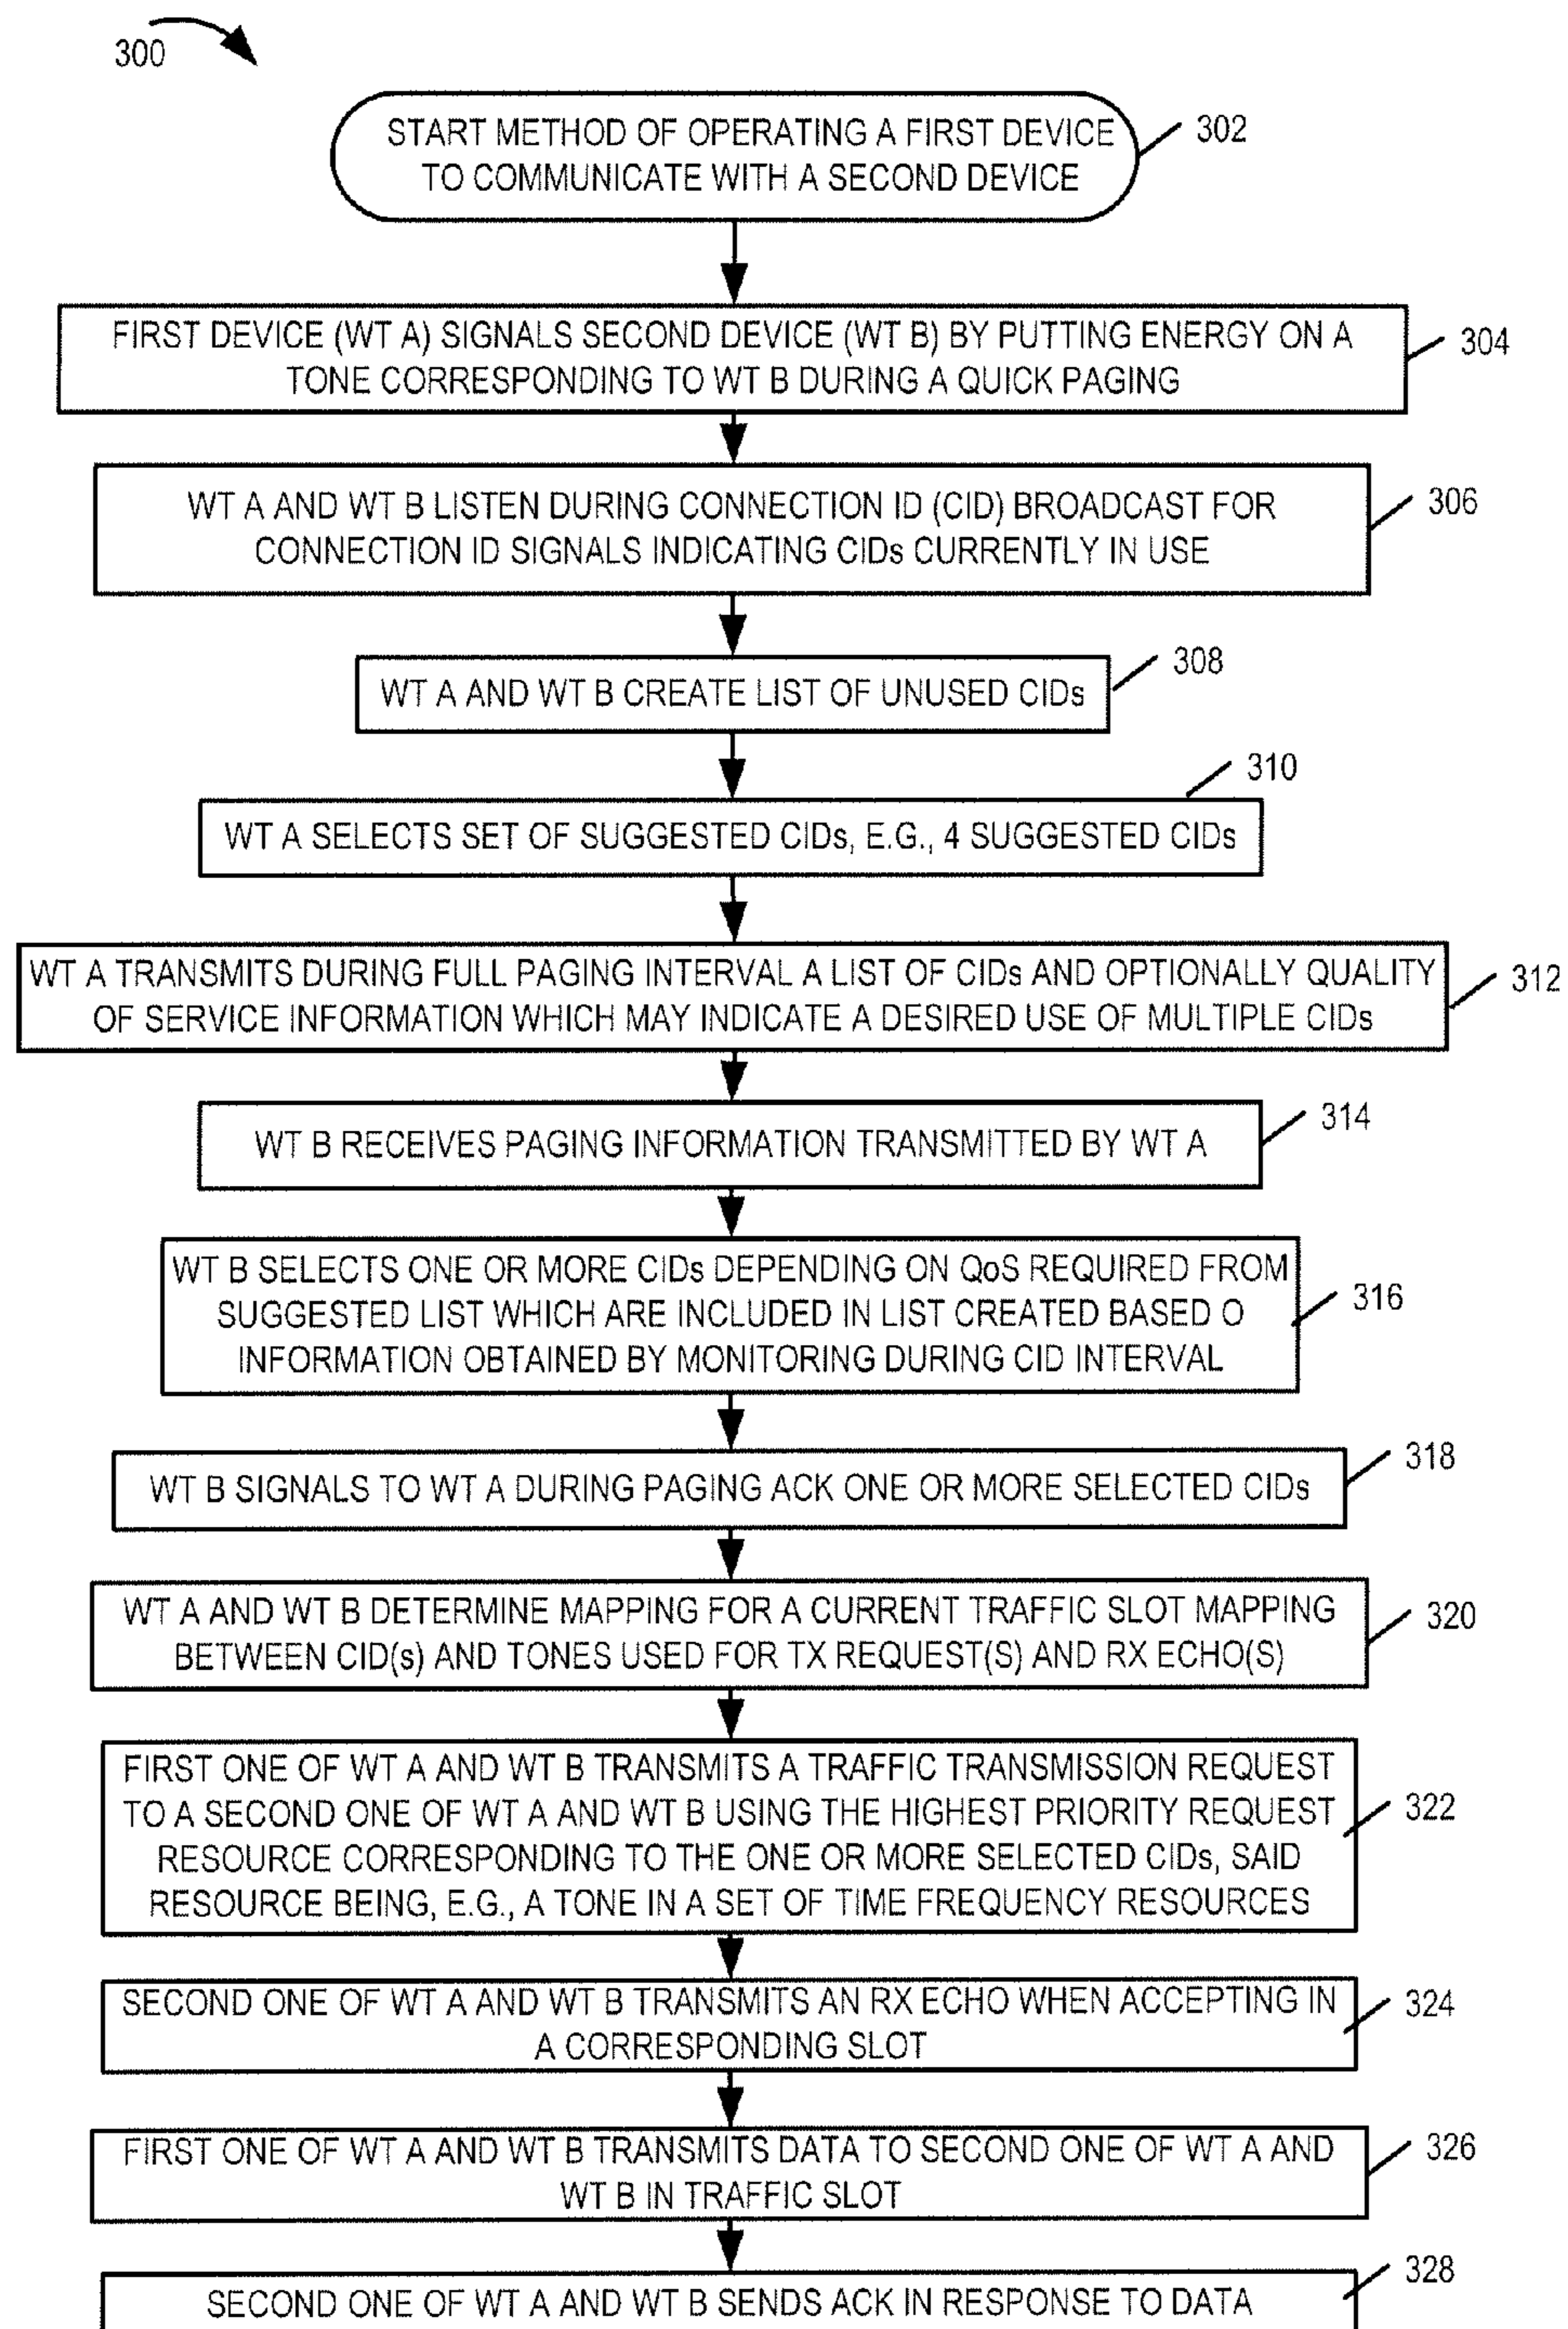 300
START METHOD OF OPERATING A FIRST DEVICE
TO COMMUNICATE WITH A SECOND DEVICE
302
FIRST DEVICE (WT A) SIGNALS SECOND DEVICE (WT B) BY PUTTING ENERGY ON A
TONE CORRESPONDING TO WT B DURING A QUICK PAGING
304
WT A AND WT B LISTEN DURING CONNECTION ID (CID) BROADCAST FOR
CONNECTION ID SIGNALS INDICATING CIDs CURRENTLY IN USE
306
WT A AND WT B CREATE LIST OF UNUSED CIDs
308
WT A SELECTS SET OF SUGGESTED CIDs, E.G., 4 SUGGESTED CIDs
310
WT A TRANSMITS DURING FULL PAGING INTERVAL A LIST OF CIDs AND OPTIONALLY QUALITY
OF SERVICE INFORMATION WHICH MAY INDICATE A DESIRED USE OF MULTIPLE CIDs
312
WT B RECEIVES PAGING INFORMATION TRANSMITTED BY WT A
314
WT B SELECTS ONE OR MORE CIDs DEPENDING ON QoS REQUIRED FROM
SUGGESTED LIST WHICH ARE INCLUDED IN LIST CREATED BASED O
INFORMATION OBTAINED BY MONITORING DURING CID INTERVAL
316
WT B SIGNALS TO WT A DURING PAGING ACK ONE OR MORE SELECTED CIDs
318
WT A AND WT B DETERMINE MAPPING FOR A CURRENT TRAFFIC SLOT MAPPING
BETWEEN CID(s) AND TONES USED FOR TX REQUEST(S) AND RX ECHO(S)
320
FIRST ONE OF WT A AND WT B TRANSMITS A TRAFFIC TRANSMISSION REQUEST
TO A SECOND ONE OF WT A AND WT B USING THE HIGHEST PRIORITY REQUEST
RESOURCE CORRESPONDING TO THE ONE OR MORE SELECTED CIDs, SAID
RESOURCE BEING, E.G., A TONE IN A SET OF TIME FREQUENCY RESOURCES
322
SECOND ONE OF WT A AND WT B TRANSMITS AN RX ECHO WHEN ACCEPTING IN
A CORRESPONDING SLOT
324
FIRST ONE OF WT A AND WT B TRANSMITS DATA TO SECOND ONE OF WT A AND
WT B IN TRAFFIC SLOT
326
SECOND ONE OF WT A AND WT B SENDS ACK IN RESPONSE TO DATA
328